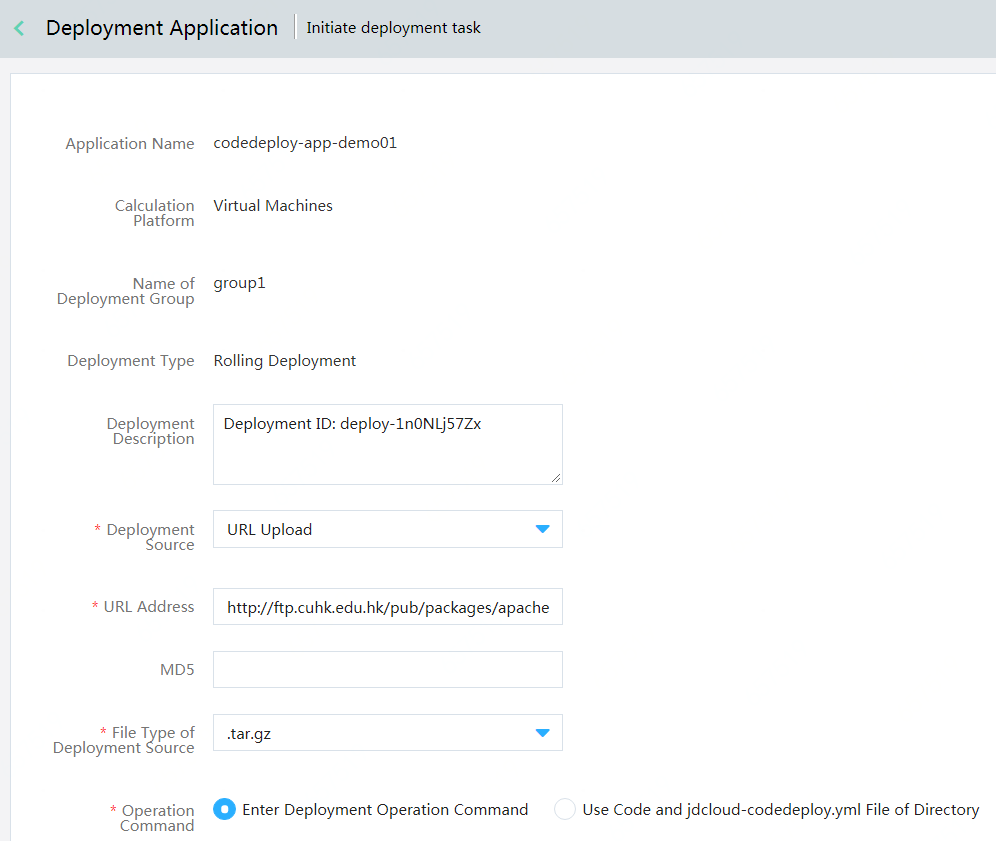 Deployment Application Initiate deployment task
Application Name codedeploy-app-demo01
Calculation Virtual Machines
Platform
Name of group1
Deployment Group
Deployment Type Rolling Deployment
Deployment Deployment ID: deploy-1n0NLj57Zx
Description
* Deployment URL Upload
Source
* URL Address http://ftp.cuhk.edu.hk/pub/packages/apache
MD5
* File Type of .tar.gz
Deployment Source
* Operation Enter Deployment Operation Command Use Code and jdcloud-codedeploy.yml File of Directory
Command